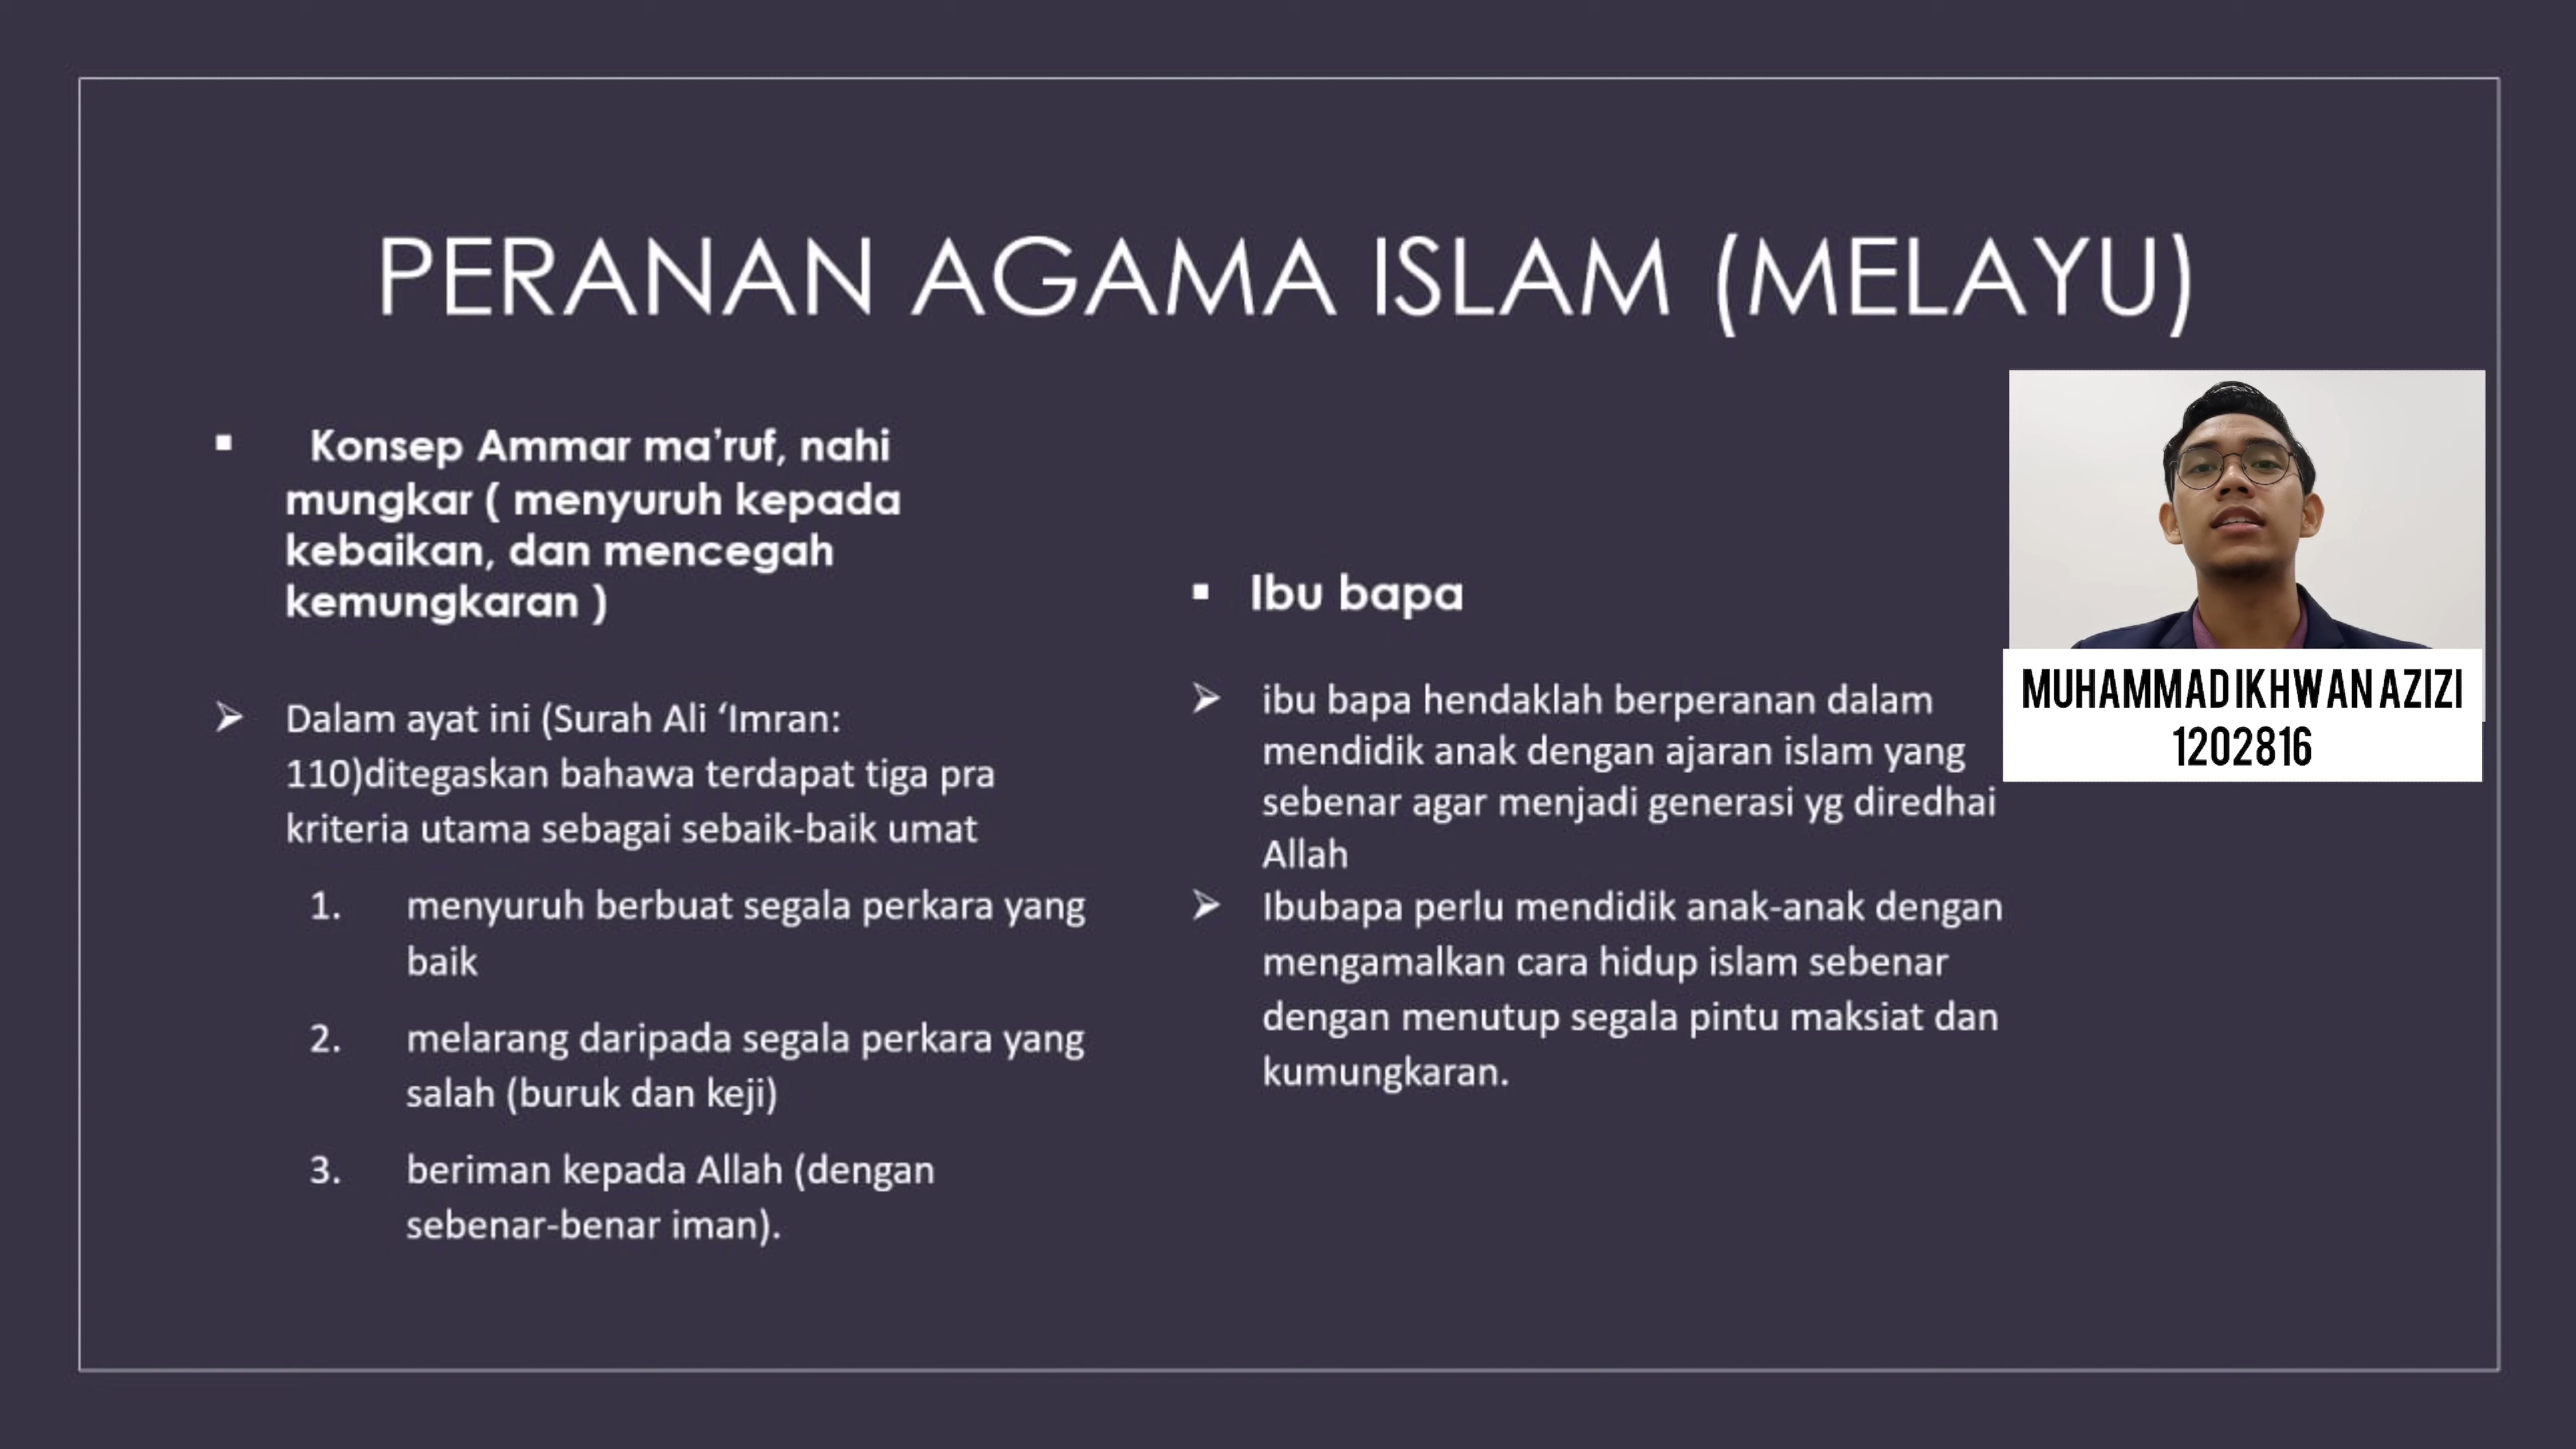 PERANAN AGAMA ISLAM (MELAYU)
▪ Konsep Ammar ma’ruf, nahi
mungkar ( menyuruh kepada
kebaikan, dan mencegah
kemungkaran )
➢ Dalam ayat ini (Surah Ali ‘Imran:
110)ditegaskan bahawa terdapat tiga pra
kriteria utama sebagai sebaik-baik umat
1. menyuruh berbuat segala perkara yang
baik
2. melarang daripada segala perkara yang
salah (buruk dan keji)
3. beriman kepada Allah (dengan
sebenar-benar iman).
▪ Ibu bapa
➢ ibu bapa hendaklah berperanan dalam
mendidik anak dengan ajaran islam yang
sebenar agar menjadi generasi yg diredhai
Allah
➢ Ibubapa perlu mendidik anak-anak dengan
mengamalkan cara hidup islam sebenar
dengan menutup segala pintu maksiat dan
kumungkaran.
MUHAMMAD IKHWAN AZIZI
1202816